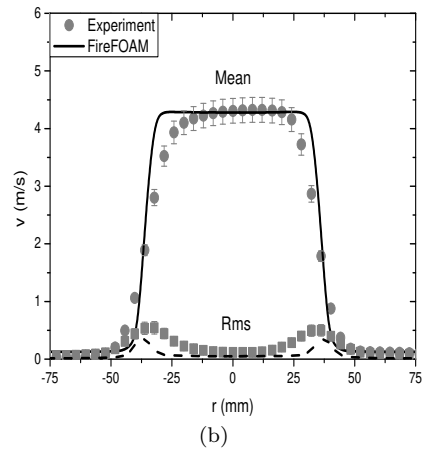 Experiment
FireFOAM
Mean
Rms
v (m/s)
6
5
4
3
2
1
0
-75 -50 -25 0 25 50 75
r (mm)
(b)